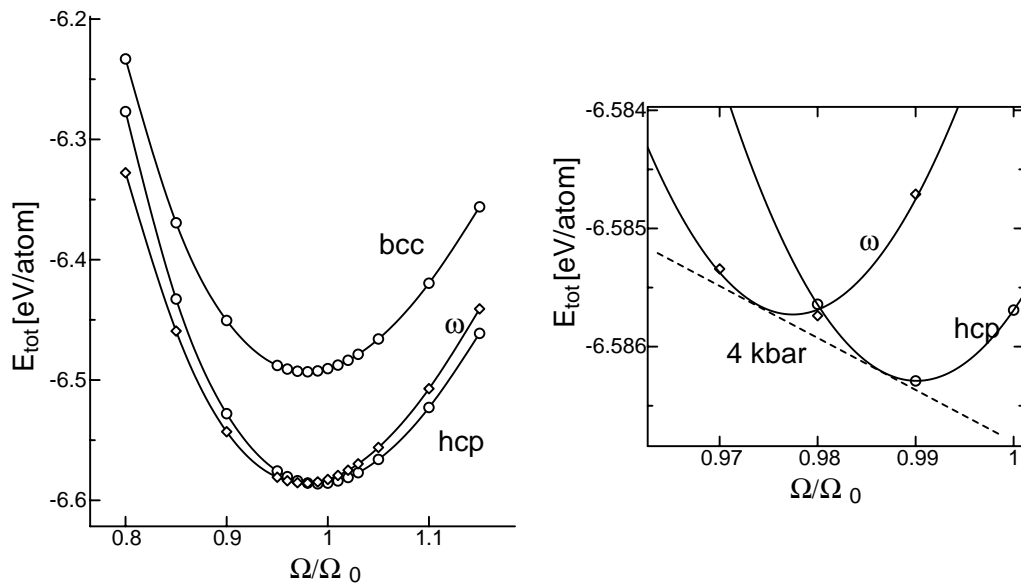 -6.2
-6.3
-6.4
-6.5
-6.6
E_tot [eV/atom]
bcc
ω
hcp
0.8
0.9
1
1.1
Ω/Ω₀
-6.584
-6.585
-6.586
E_tot [eV/atom]
ω
hcp
4 kbar
0.97
0.98
0.99
1
Ω/Ω₀